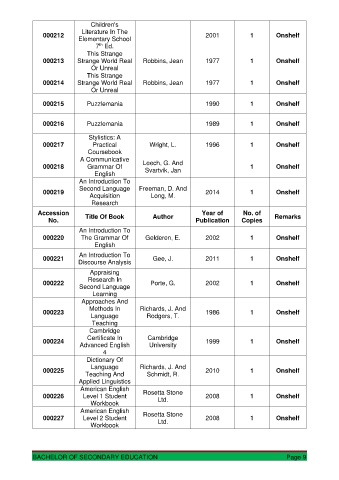 000212 Children's Literature In The Elementary School 7th Ed. 2001 1 Onshelf
000213 This Strange Strange World Real Or Unreal Robbins, Jean 1977 1 Onshelf
000214 This Strange Strange World Real Or Unreal Robbins, Jean 1977 1 Onshelf
000215 Puzzlemania 1990 1 Onshelf
000216 Puzzlemania 1989 1 Onshelf
000217 Stylistics: A Practical Coursebook Wright, L. 1996 1 Onshelf
000218 A Communicative Grammar Of English Leech, G. And Svartvik, Jan 1 Onshelf
000219 An Introduction To Second Language Acquisition Research Freeman, D. And Long, M. 2014 1 Onshelf
Accession No. Title Of Book Author Year of Publication No. of Copies Remarks
000220 An Introduction To The Grammar Of English Gelderen, E. 2002 1 Onshelf
000221 An Introduction To Discourse Analysis Gee, J. 2011 1 Onshelf
000222 Appraising Research In Second Language Learning Porte, G. 2002 1 Onshelf
000223 Approaches And Methods In Language Teaching Richards, J. And Rodgers, T. 1986 1 Onshelf
000224 Cambridge Certificate In Advanced English 4 Cambridge University 1999 1 Onshelf
000225 Dictionary Of Language Teaching And Applied Linguistics Richards, J. And Schmidt, R. 2010 1 Onshelf
000226 American English Level 1 Student Workbook Rosetta Stone Ltd. 2008 1 Onshelf
000227 American English Level 2 Student Workbook Rosetta Stone Ltd. 2008 1 Onshelf
BACHELOR OF SECONDARY EDUCATION Page 9